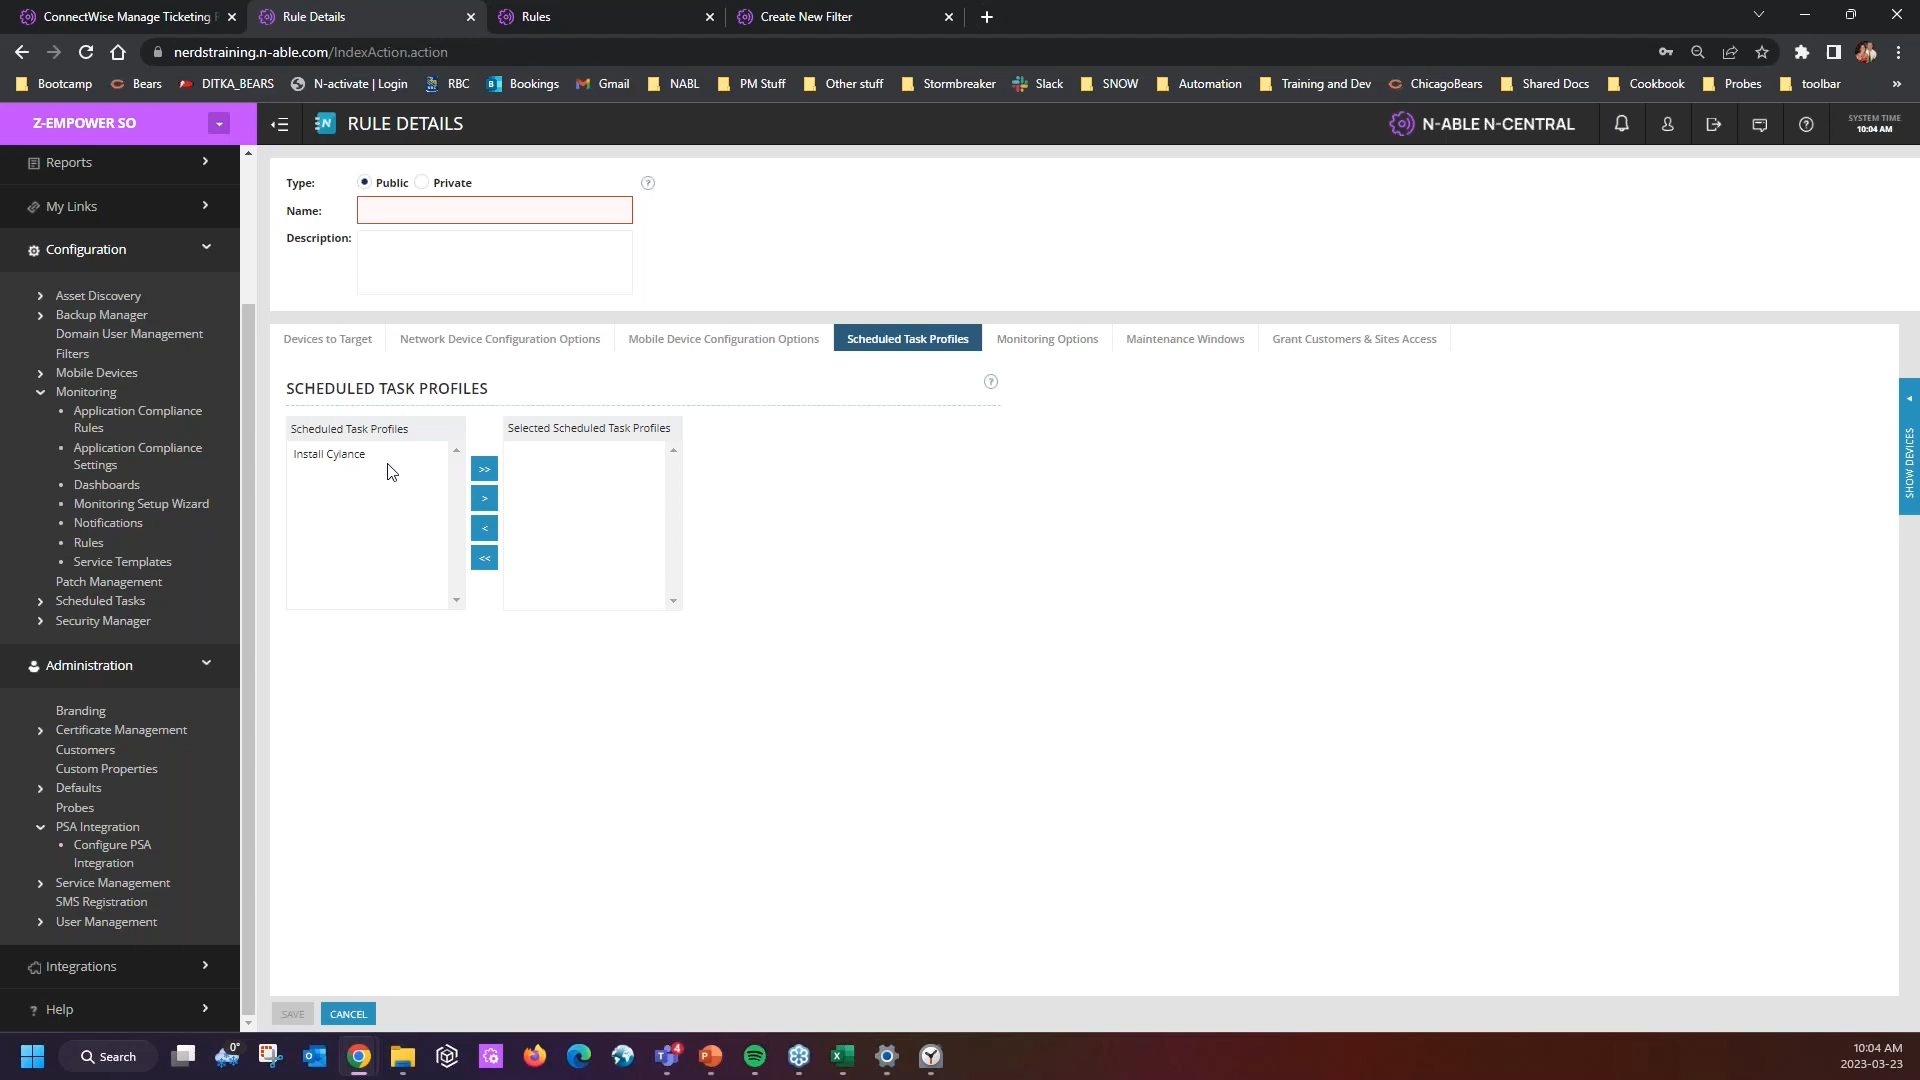 ConnectWise Manage Ticketing
Rule Details
Rules
Create New Filter
nerdstraining.n-able.com/IndexAction.action
Bootcamp
Bears
DITKA_BEARS
N-activate | Login
RBC
Bookings
Gmail
NABL
PM Stuff
Other stuff
Stormbreaker
Slack
SNOW
Automation
Training and Dev
ChicagoBears
Shared Docs
Cookbook
Probes
toolbar
»
Z-EMPOWER SO
RULE DETAILS
N-ABLE N-CENTRAL
SYSTEM TIME
10:04 AM
Reports
My Links
Configuration
Asset Discovery
Backup Manager
Domain User Management
Filters
Mobile Devices
Monitoring
Application Compliance
Rules
Application Compliance
Settings
Dashboards
Monitoring Setup Wizard
Notifications
Rules
Service Templates
Patch Management
Scheduled Tasks
Security Manager
Administration
Branding
Certificate Management
Customers
Custom Properties
Defaults
Probes
PSA Integration
Configure PSA
Integration
Service Management
SMS Registration
User Management
Integrations
? Help
Type: Public Private ?
Name:
Description:
Devices to Target
Network Device Configuration Options
Mobile Device Configuration Options
Scheduled Task Profiles
Monitoring Options
Maintenance Windows
Grant Customers & Sites Access
SCHEDULED TASK PROFILES ?
Scheduled Task Profiles
Install Cylance
>>
>
<
<<
Selected Scheduled Task Profiles
SHOW DEVICES
SAVE
CANCEL
Search
0°
4
10:04 AM
2023-03-23